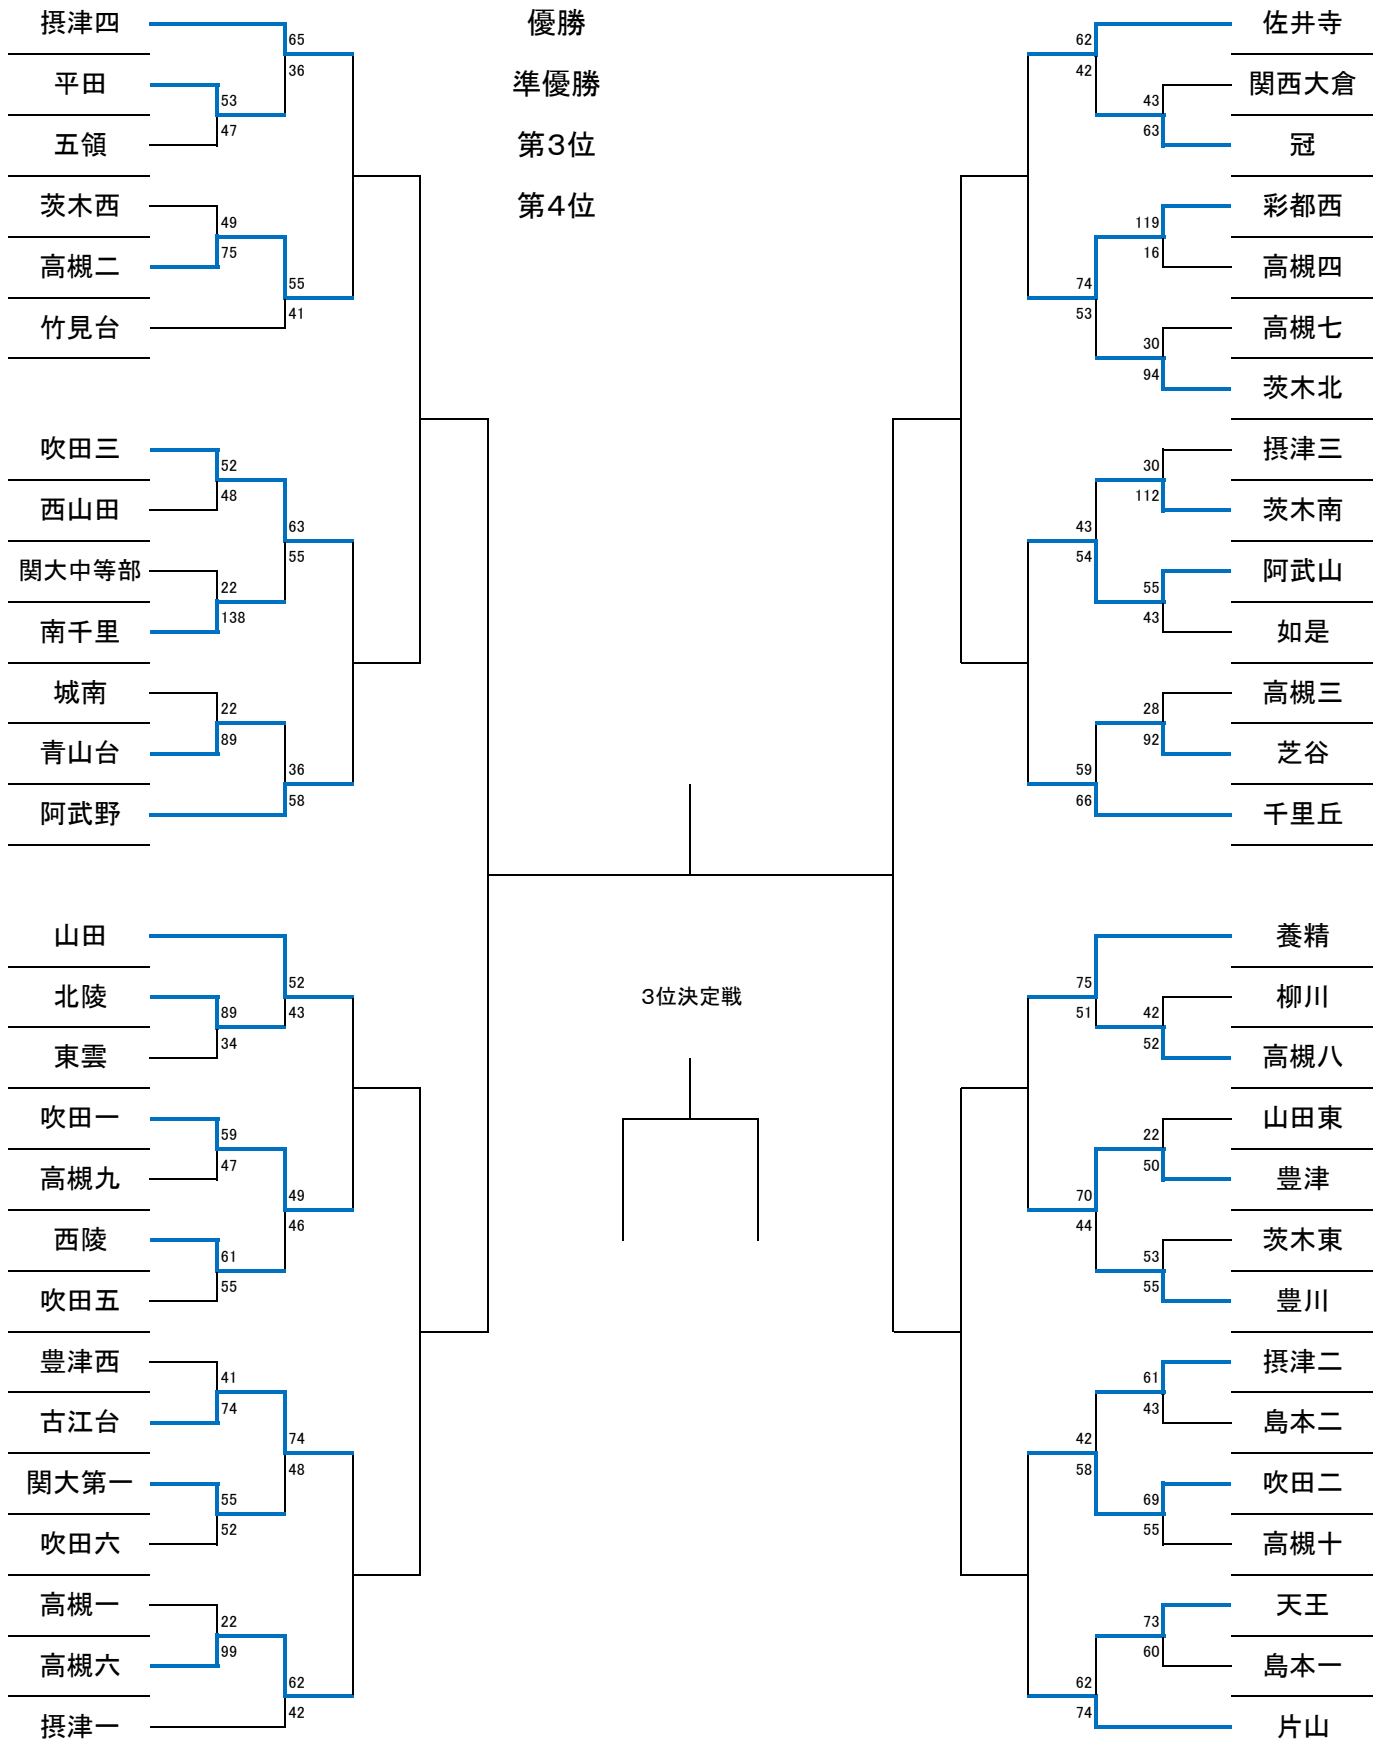 摂津四
65
36
平田
53
47
五領
茨木西
49
75
高槻二
55
41
竹見台
吹田三
52
48
西山田
63
55
関大中等部
22
138
南千里
城南
22
89
青山台
36
58
阿武野
山田
52
43
北陵
89
34
東雲
吹田一
59
47
高槻九
49
46
西陵
61
55
吹田五
豊津西
41
74
古江台
74
48
関大第一
55
52
吹田六
高槻一
22
99
高槻六
62
42
摂津一
優勝
準優勝
第3位
第4位
3位決定戦
佐井寺
62
42
関西大倉
43
63
冠
彩都西
119
16
高槻四
74
53
高槻七
30
94
茨木北
摂津三
30
112
茨木南
43
54
阿武山
55
43
如是
高槻三
28
92
芝谷
59
66
千里丘
養精
75
51
柳川
42
52
高槻八
山田東
22
50
豊津
70
44
茨木東
53
55
豊川
摂津二
61
43
島本二
42
58
吹田二
69
55
高槻十
天王
73
60
島本一
62
74
片山